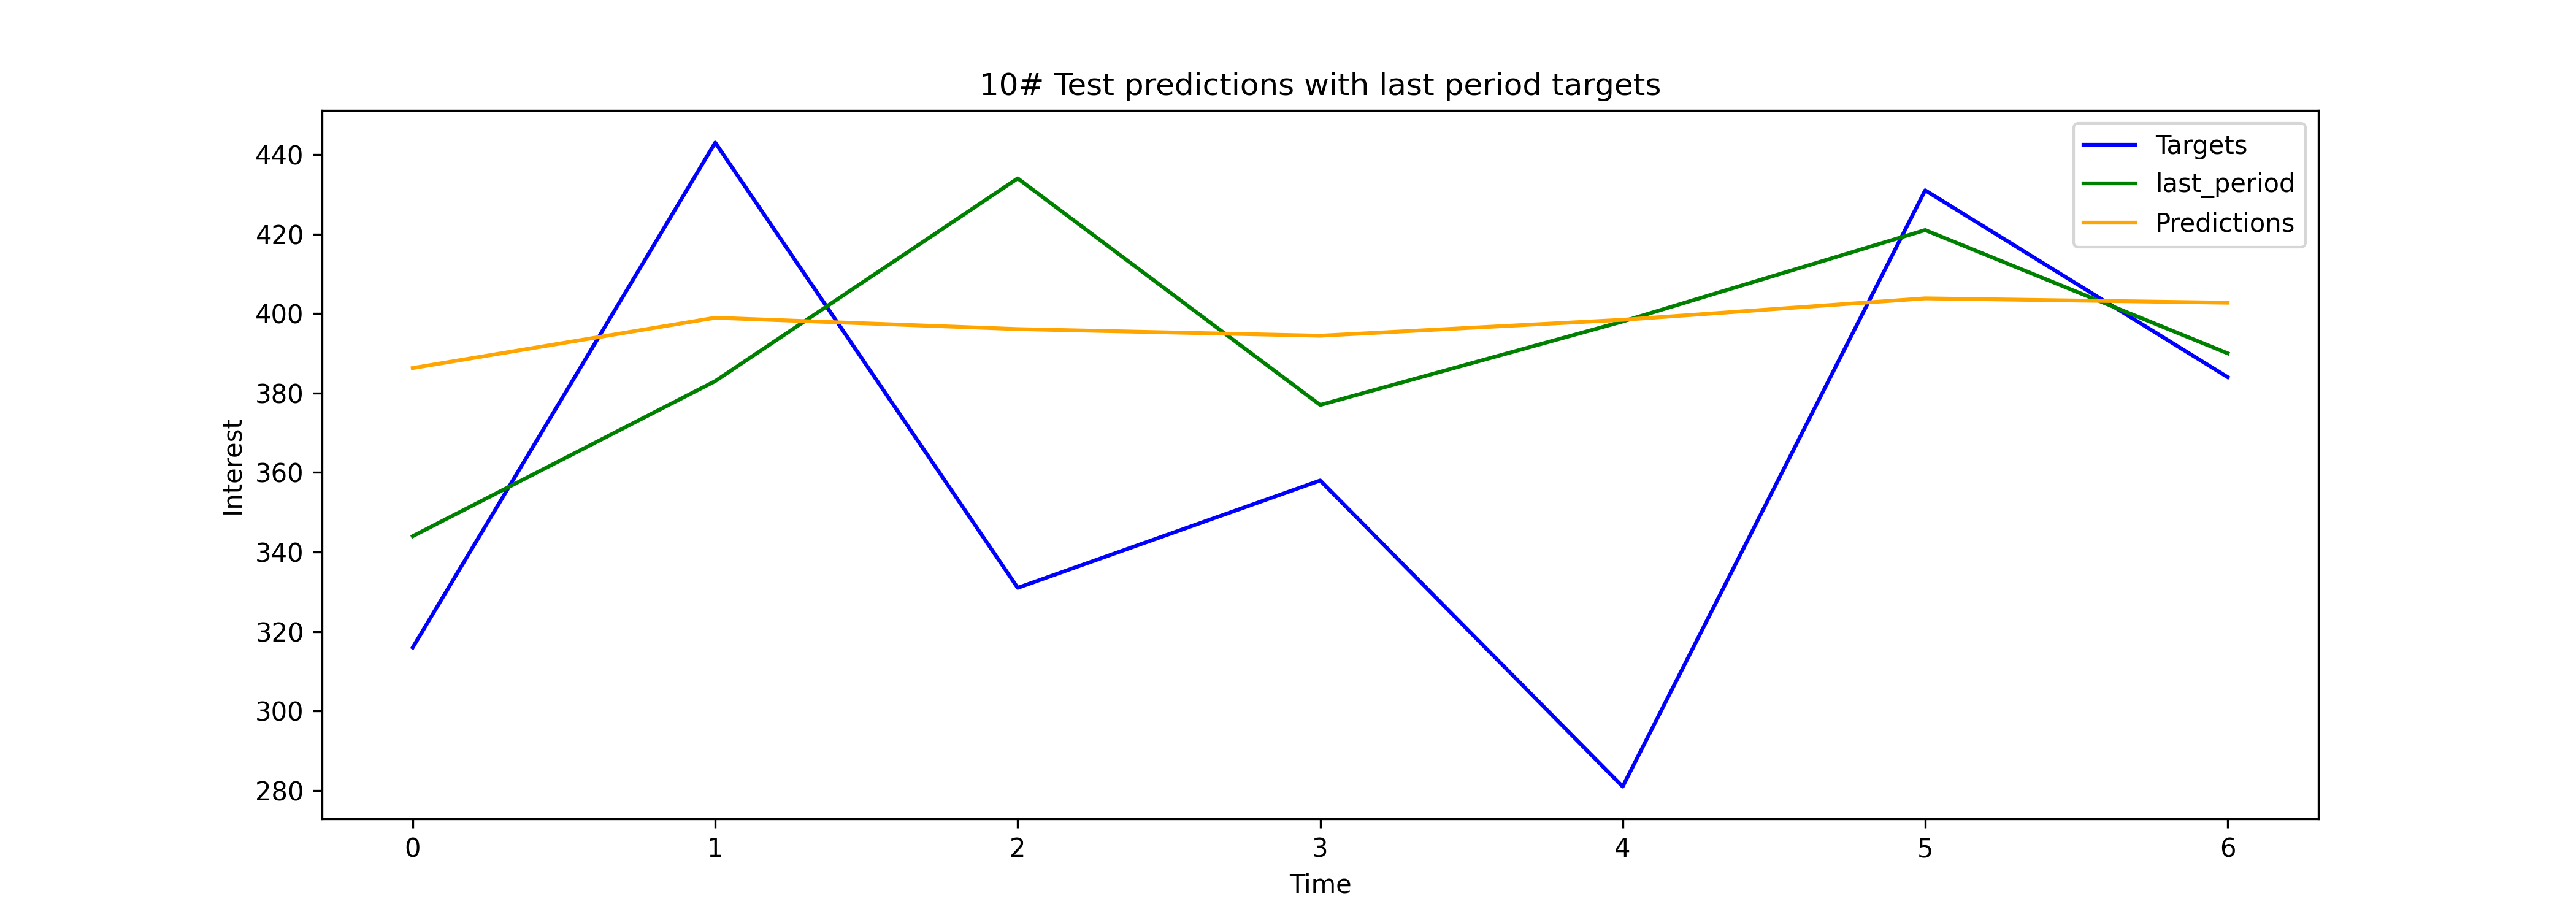 10# Test predictions with last period targets
Targets
last_period
Predictions
440
420
400
380
360
340
320
300
280
Interest
0 1 2 3 4 5 6
Time